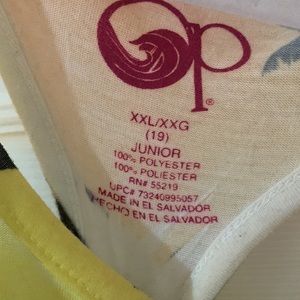 Op®
XXL/XXG
(19)
JUNIOR
100% POLYESTER
100% POLIESTER
RN# 55219
UPC# 73240995057
MADE IN EL SALVADOR
HECHO EN EL SALVADOR